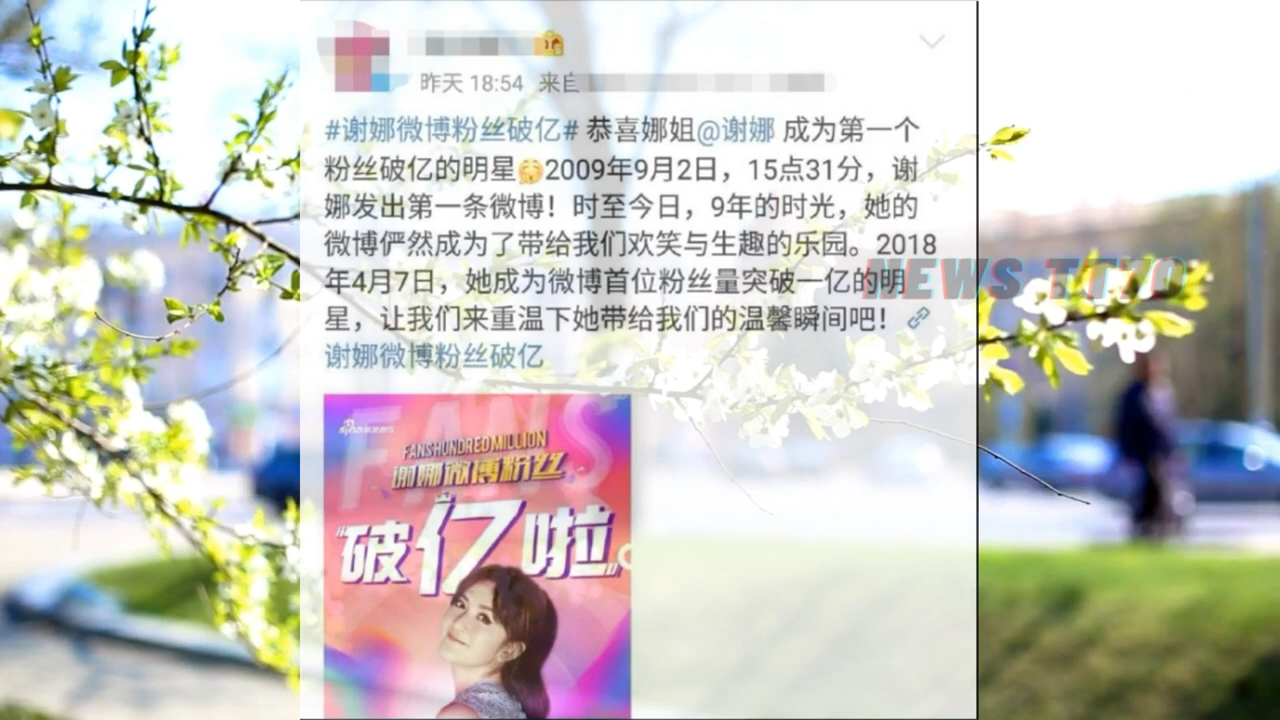 昨天 18:54 来自
#谢娜微博粉丝破亿# 恭喜娜姐@谢娜 成为第一个
粉丝破亿的明星2009年9月2日，15点31分，谢
娜发出第一条微博！时至今日，9年的时光，她的
微博俨然成为了带给我们欢笑与生趣的乐园。2018
年4月7日，她成为微博首位粉丝量突破一亿的明
星，让我们来重温下她带给我们的温馨瞬间吧！
谢娜微博粉丝破亿
NEWS TT70
FANS
FANSHUNDREDMILLION
谢娜微博粉丝
“破亿啦”